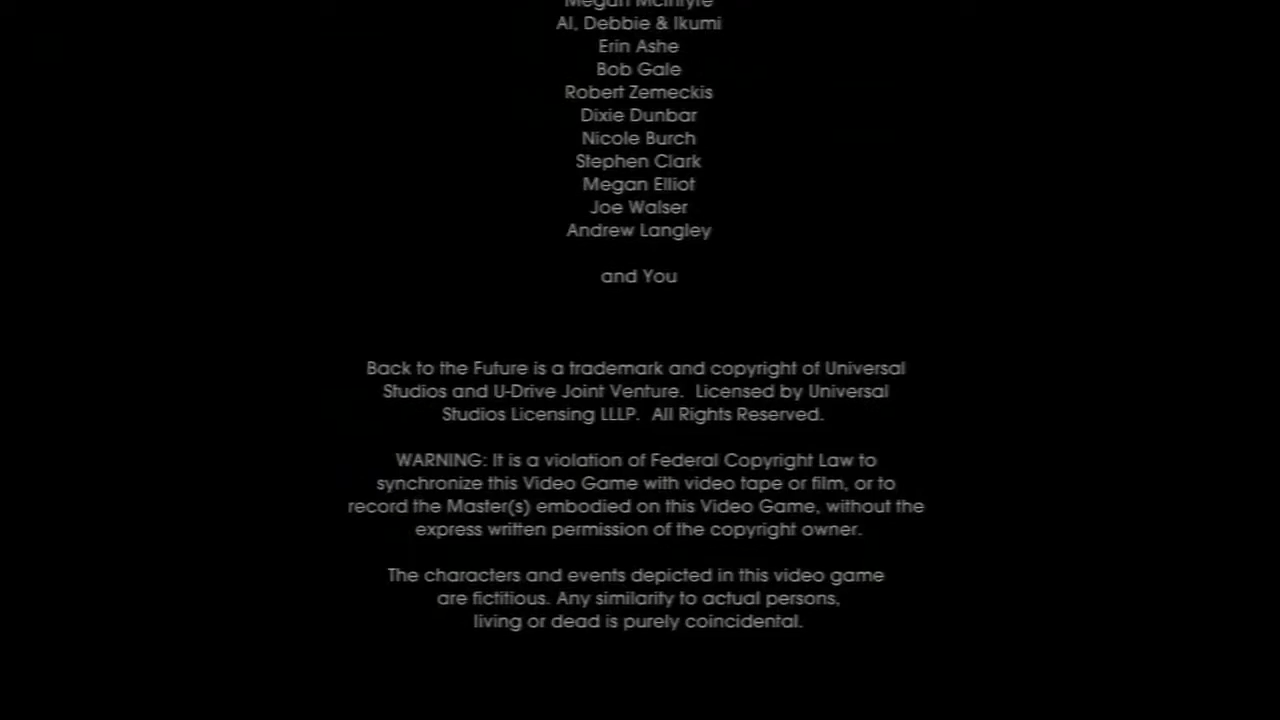 Megan McIntyre
Al, Debbie & Ikumi
Erin Ashe
Bob Gale
Robert Zemeckis
Dixie Dunbar
Nicole Burch
Stephen Clark
Megan Elliot
Joe Walser
Andrew Langley
and You
Back to the Future is a trademark and copyright of Universal
Studios and U-Drive Joint Venture.  Licensed by Universal
Studios Licensing LLLP.  All Rights Reserved.
WARNING: It is a violation of Federal Copyright Law to
synchronize this Video Game with video tape or film, or to
record the Master(s) embodied on this Video Game, without the
express written permission of the copyright owner.
The characters and events depicted in this video game
are fictitious. Any similarity to actual persons,
living or dead is purely coincidental.